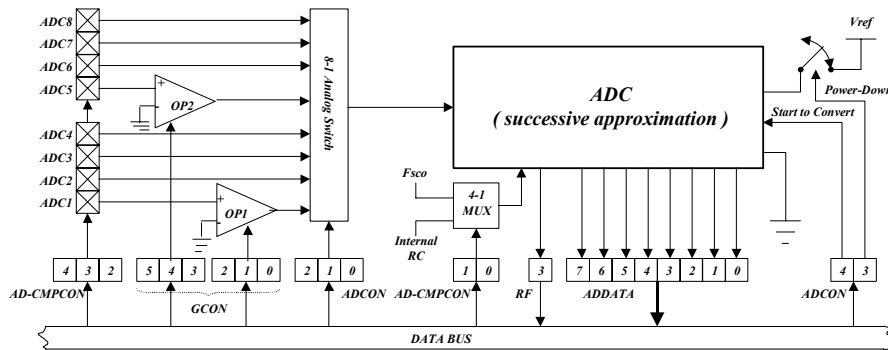 ADC8
ADC7
ADC6
ADC5
ADC4
ADC3
ADC2
ADC1
+
-
OP2
+
-
OP1
8-1 Analog Switch
ADC
( successive approximation )
Vref
Power-Down
Start to Convert
Fsco
4-1
MUX
Internal
RC
4 3 2
5 4 3
2 1 0
2 1 0
1 0
3
7 6 5 4 3 2 1 0
4 3
AD-CMPCON
GCON
ADCON
AD-CMPCON
RF
ADDATA
ADCON
DATA BUS